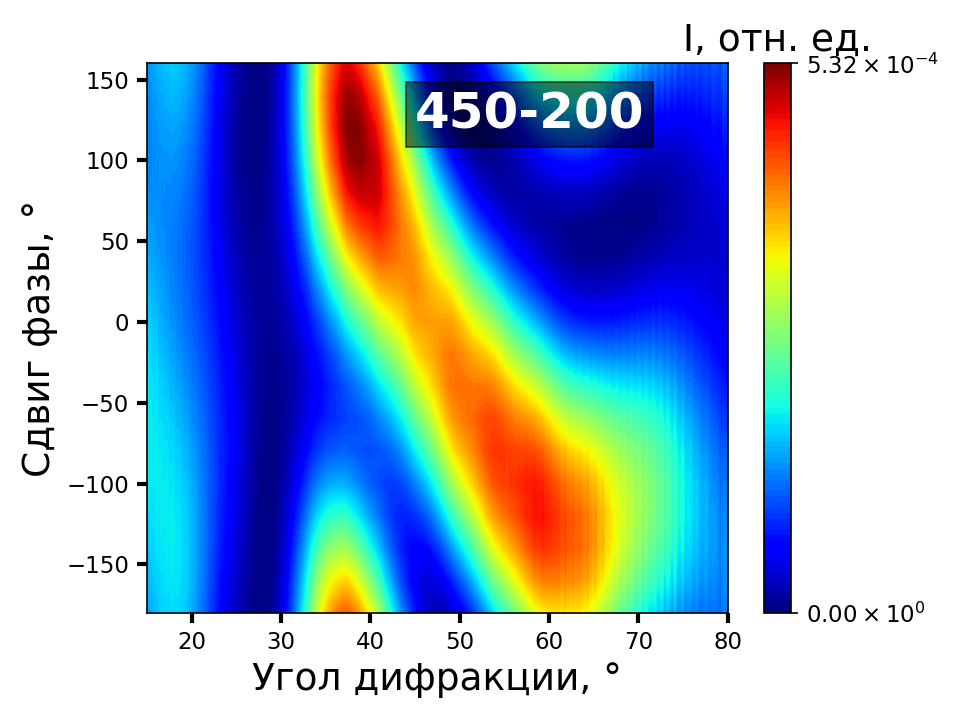 I, отн. ед.
5.32 × 10⁻⁴
450-200
150
100
50
0
−50
−100
−150
Сдвиг фазы, °
0.00 × 10⁰
20 30 40 50 60 70 80
Угол дифракции, °